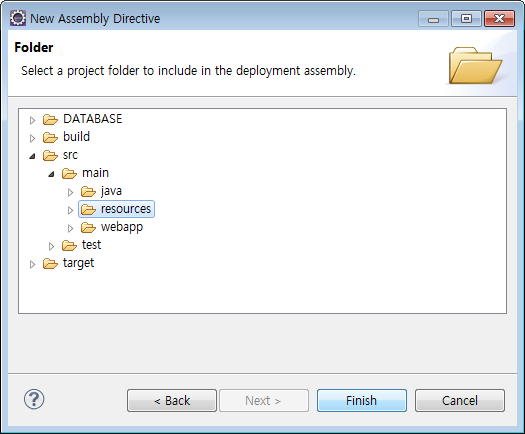 New Assembly Directive
Folder
Select a project folder to include in the deployment assembly.
DATABASE
build
src
main
java
resources
webapp
test
target
?
< Back
Next >
Finish
Cancel